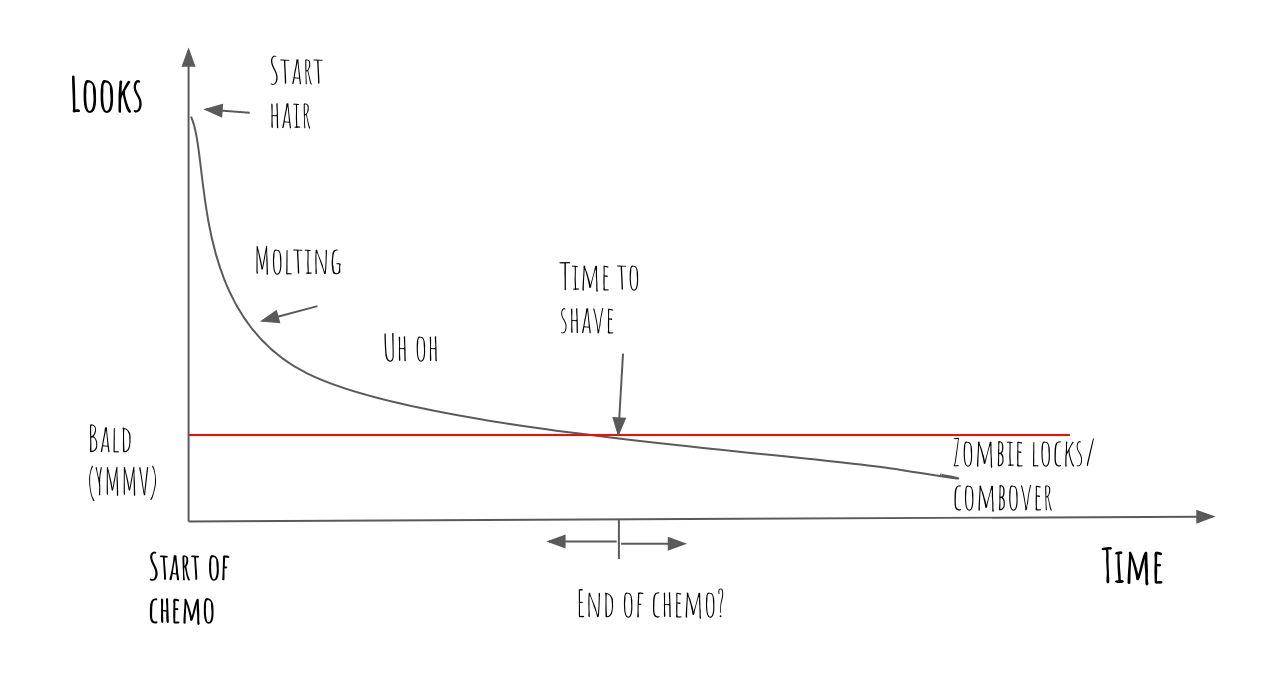 Looks
Start
hair
Molting
Time to
shave
Uh oh
Bald
(YMMV)
Zombie locks/
combover
Start of
chemo
Time
End of chemo?